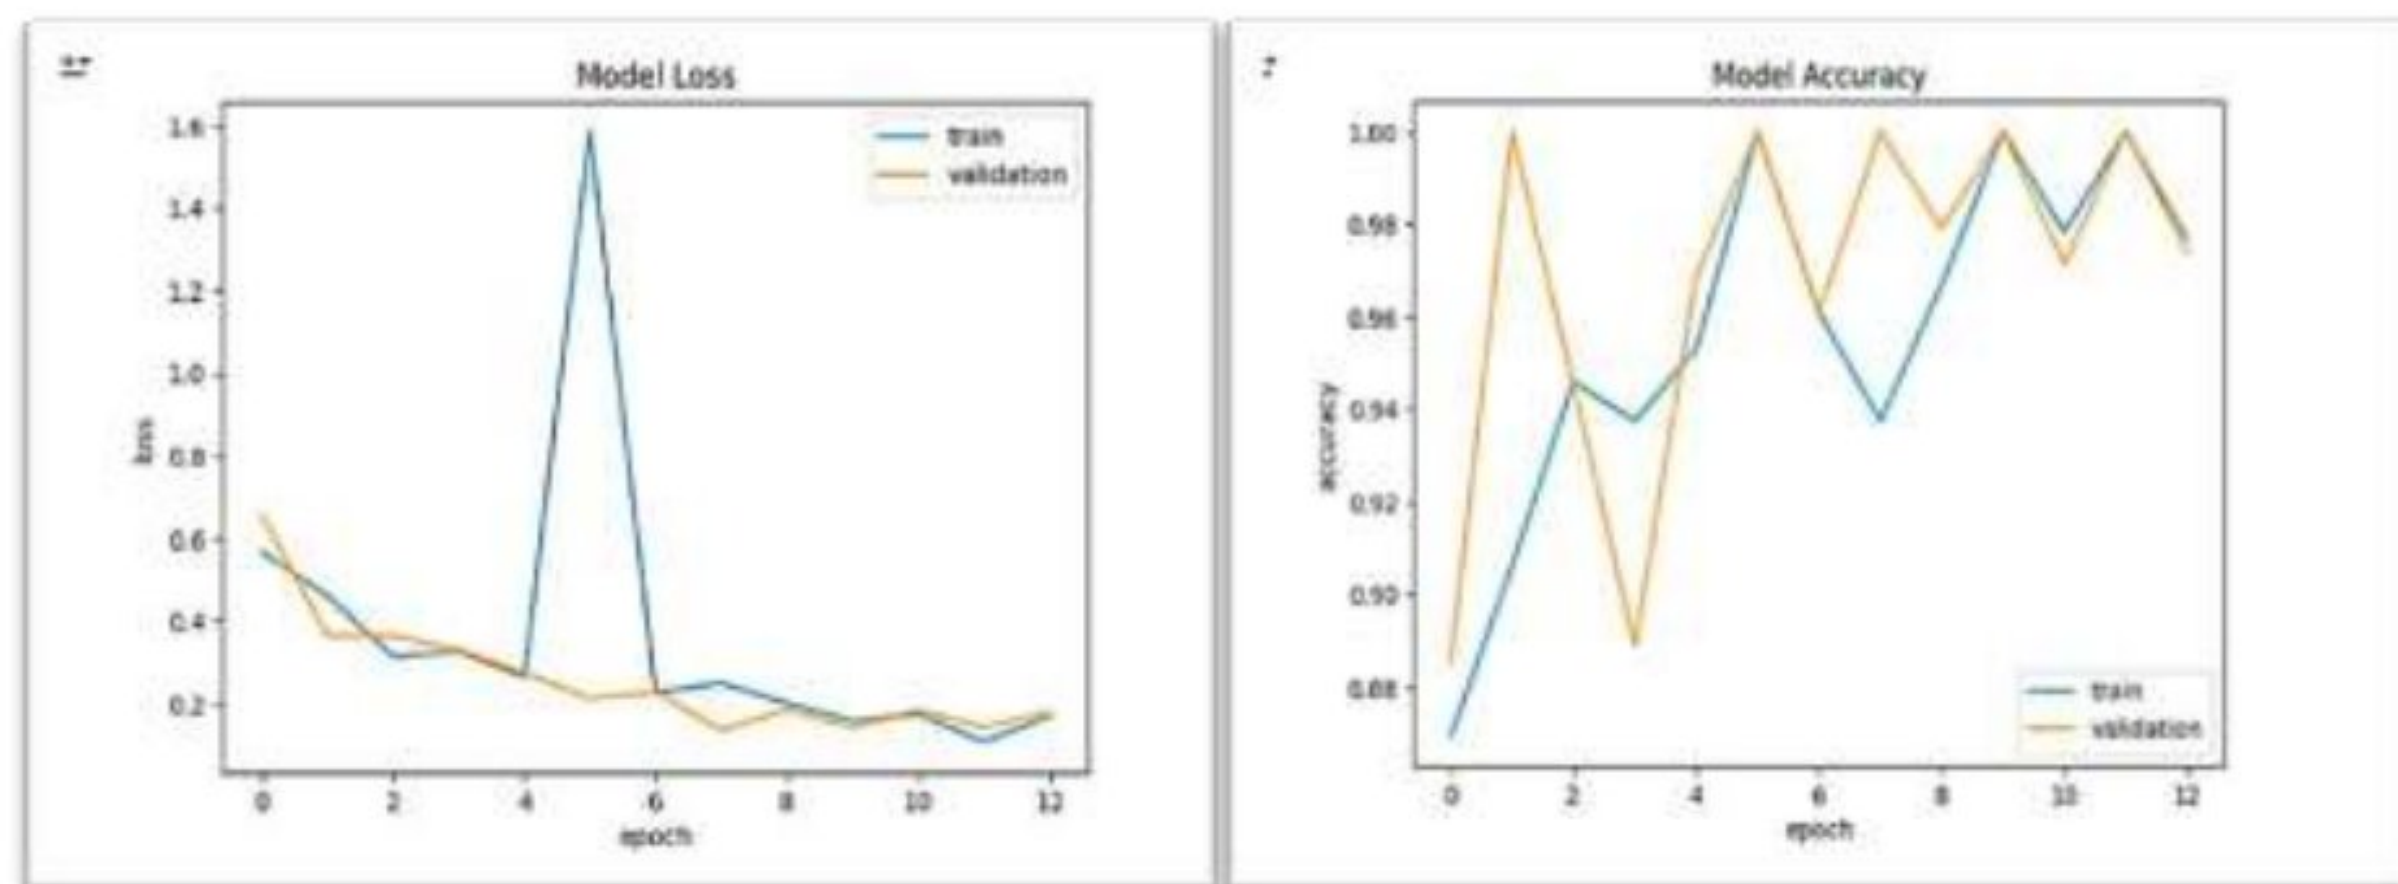 Model Loss
1.6
1.4
1.2
1.0
0.8
0.6
0.4
0.2
loss
train
validation
0 2 4 6 8 10 12
epoch
Model Accuracy
1.00
0.98
0.96
0.94
0.92
0.90
0.88
accuracy
train
validation
0 2 4 6 8 10 12
epoch